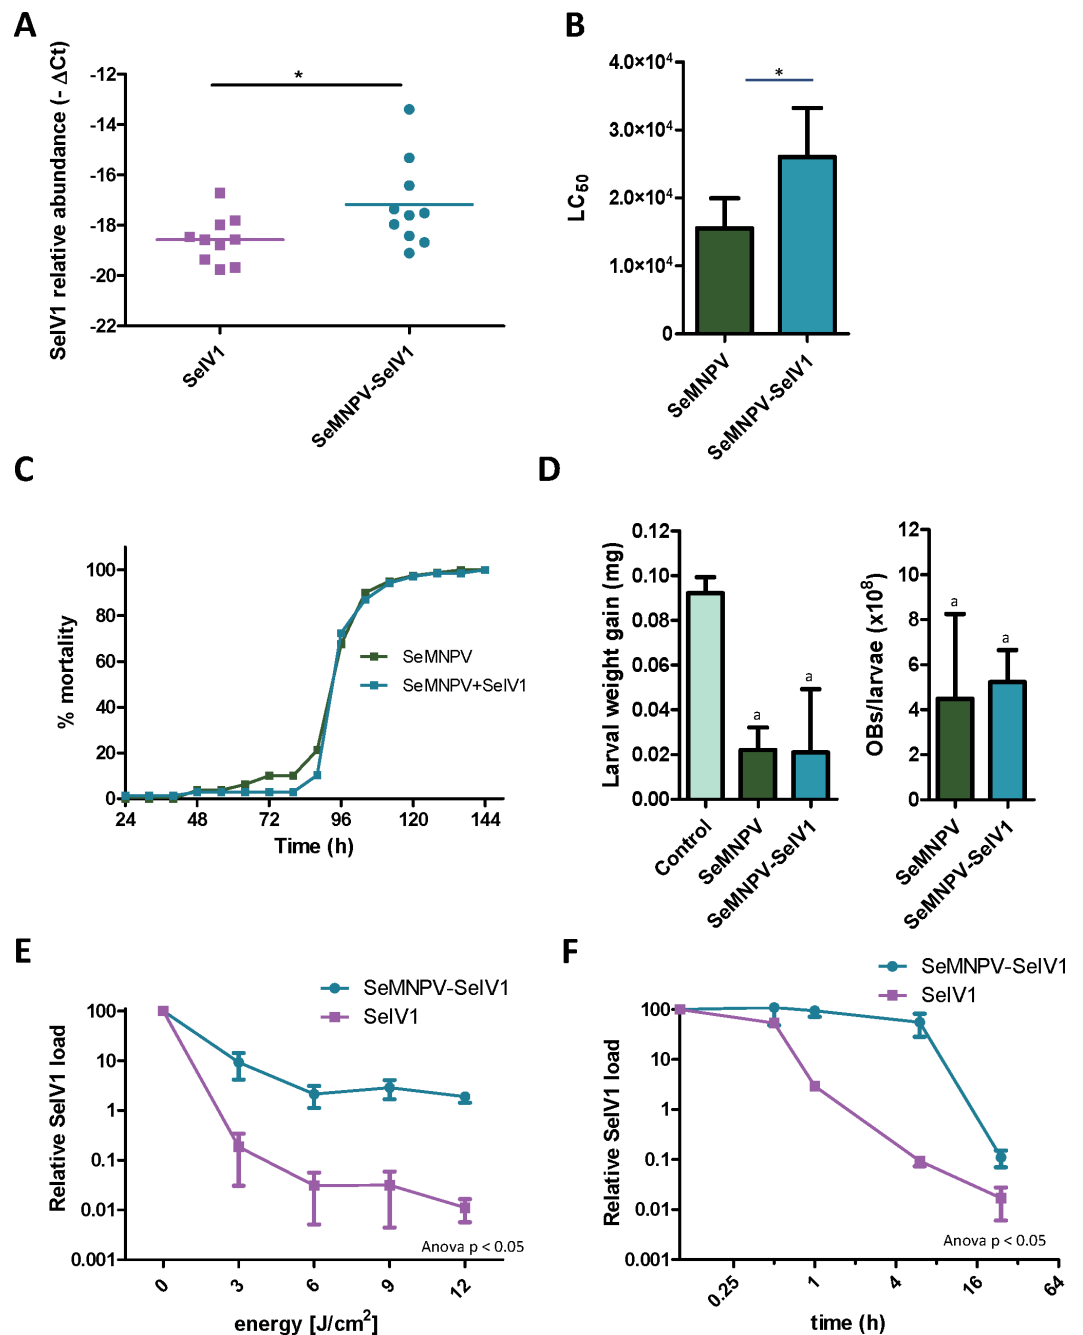 A
SeIV1 relative abundance (- ΔCt)
-12
-14
-16
-18
-20
-22
*
SeIV1
SeMNPV-SeIV1
B
LC50
4.0×10⁴
3.0×10⁴
2.0×10⁴
1.0×10⁴
0
*
SeMNPV
SeMNPV-SeIV1
C
% mortality
100
80
60
40
20
0
24
48
72
96
120
144
Time (h)
SeMNPV
SeMNPV+SeIV1
D
Larval weight gain (mg)
0.12
0.10
0.08
0.06
0.04
0.02
0.00
a
a
Control
SeMNPV
SeMNPV-SeIV1
OBs/larvae (x10⁸)
12
10
8
6
4
2
0
a
a
SeMNPV
SeMNPV-SeIV1
E
SeMNPV-SeIV1
SeIV1
Relative SeIV1 load
100
10
1
0.1
0.01
0.001
Anova p < 0.05
0
3
6
9
12
energy [J/cm²]
F
SeMNPV-SeIV1
SeIV1
Relative SeIV1 load
100
10
1
0.1
0.01
0.001
Anova p < 0.05
0.25
1
4
16
64
time (h)